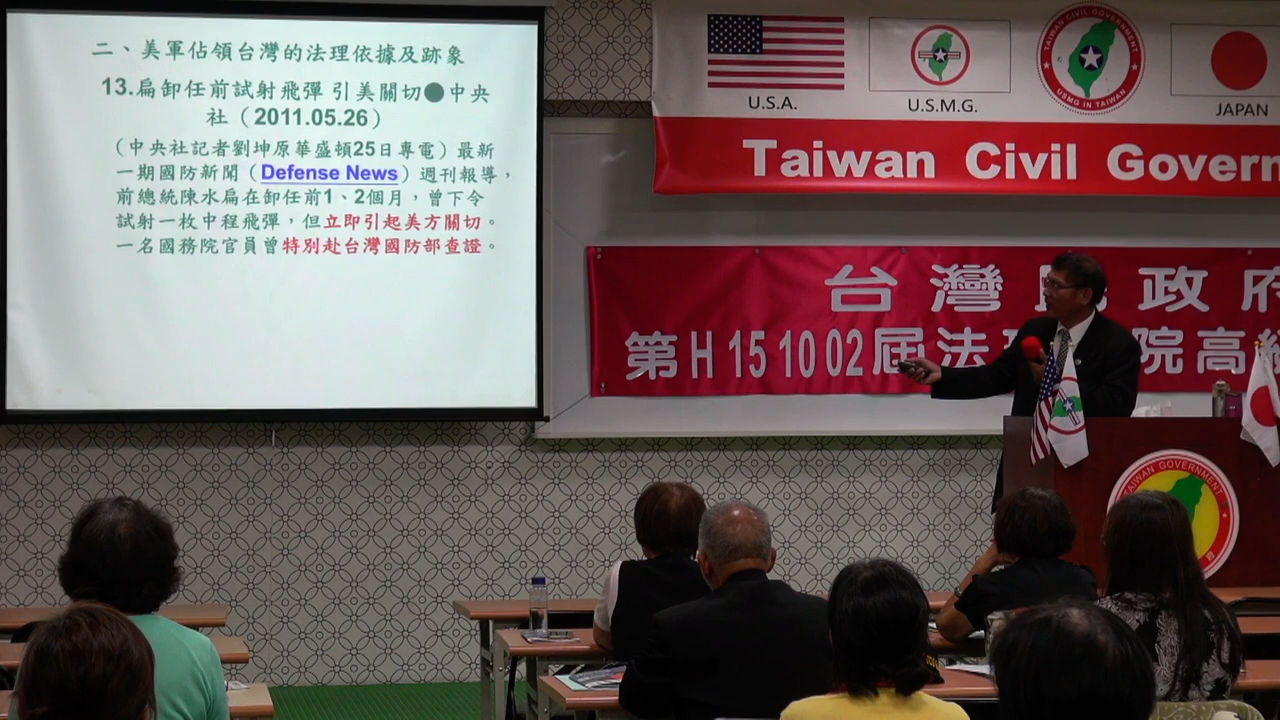 二、美軍佔領台灣的法理依據及跡象
13.扁卸任前試射飛彈 引美關切●中央
社（2011.05.26）
（中央社記者劉坤原華盛頓25日專電）最新
一期國防新聞（Defense News）週刊報導，
前總統陳水扁在卸任前1、2個月，曾下令
試射一枚中程飛彈，但立即引起美方關切。
一名國務院官員曾特別赴台灣國防部查證。
U.S.A.
U.S.M.G.
TAIWAN CIVIL GOVERNMENT
USMG IN TAIWAN
JAPAN
Taiwan Civil Govern
台灣民政府
第H 15 10 02屆法理 院高
TAIWAN GOVERNMENT